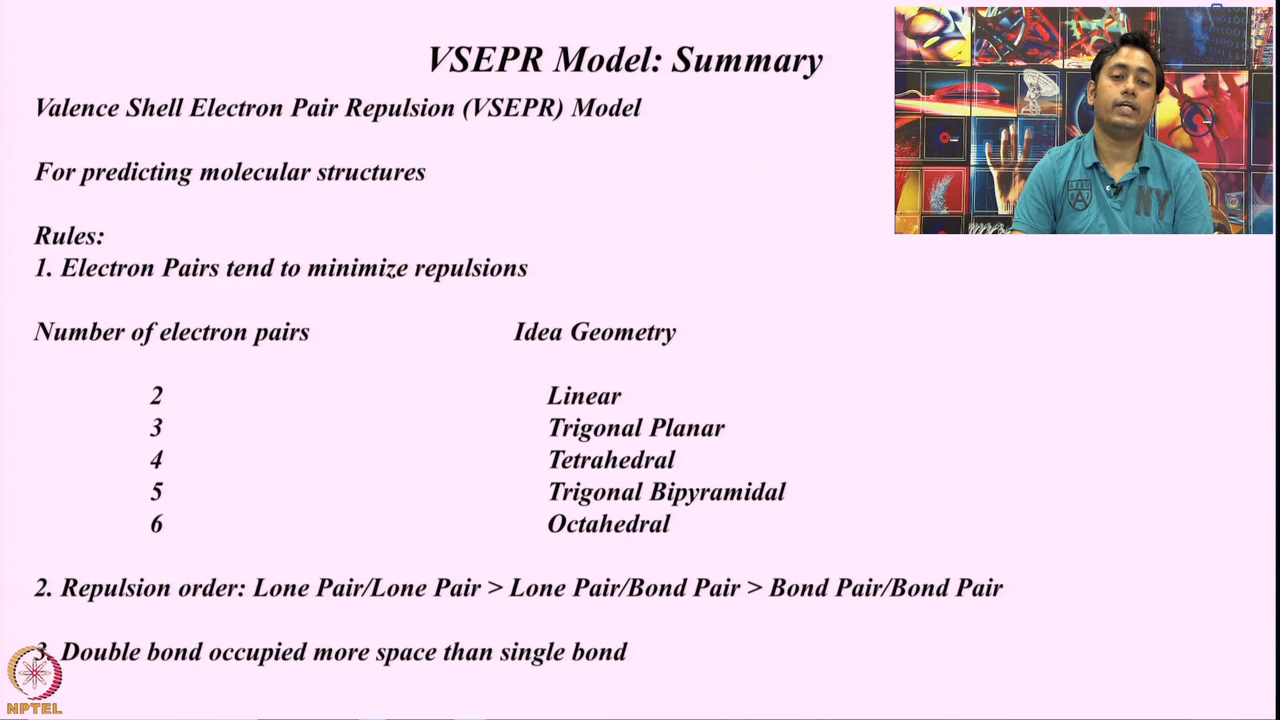 VSEPR Model: Summary
Valence Shell Electron Pair Repulsion (VSEPR) Model
For predicting molecular structures
Rules:
1. Electron Pairs tend to minimize repulsions
Number of electron pairs Idea Geometry
2 Linear
3 Trigonal Planar
4 Tetrahedral
5 Trigonal Bipyramidal
6 Octahedral
2. Repulsion order: Lone Pair/Lone Pair > Lone Pair/Bond Pair > Bond Pair/Bond Pair
3. Double bond occupied more space than single bond
NPTEL
NY